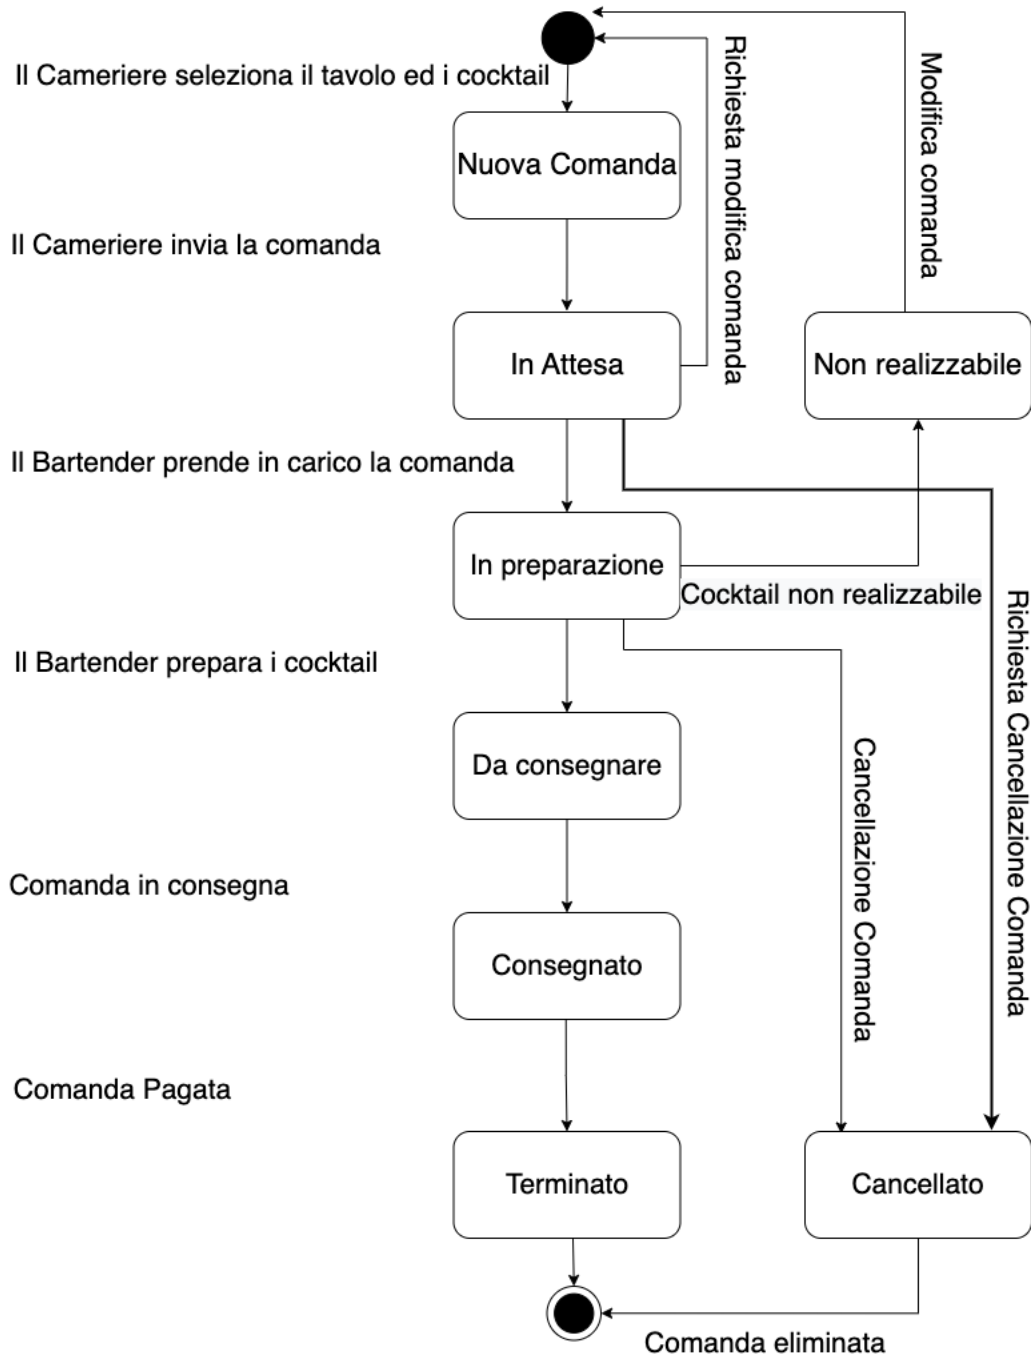 Il Cameriere seleziona il tavolo ed i cocktail
Nuova Comanda
Richiesta modifica comanda
Modifica comanda
Il Cameriere invia la comanda
In Attesa
Non realizzabile
Il Bartender prende in carico la comanda
In preparazione
Cocktail non realizzabile
Richiesta Cancellazione Comanda
Il Bartender prepara i cocktail
Da consegnare
Cancellazione Comanda
Comanda in consegna
Consegnato
Comanda Pagata
Terminato
Cancellato
Comanda eliminata